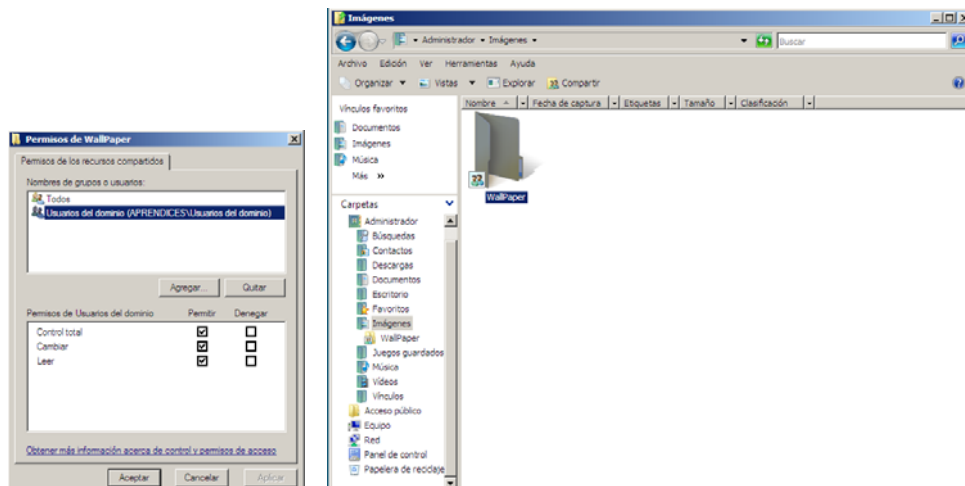 Permisos de WallPaper
Permisos de los recursos compartidos
Nombres de grupos o usuarios:
Todos
Usuarios del dominio (APRENDICES\Usuarios del dominio)
Agregar... Quitar
Permisos de Usuarios del dominio Permitir Denegar
Control total
Cambiar
Leer
Obtener más información acerca de control y permisos de acceso
Aceptar Cancelar Aplicar
Imágenes
Administrador Imágenes Buscar
Archivo Edición Ver Herramientas Ayuda
Organizar Vistas Explorar Compartir
Vínculos favoritos
Documentos
Imágenes
Música
Más »
Carpetas
Administrador
Búsquedas
Contactos
Descargas
Documentos
Escritorio
Favoritos
Imágenes
WallPaper
Juegos guardados
Música
Vídeos
Vínculos
Acceso público
Equipo
Red
Panel de control
Papelera de reciclaje
Nombre Fecha de captura Etiquetas Tamaño Clasificación
WallPaper